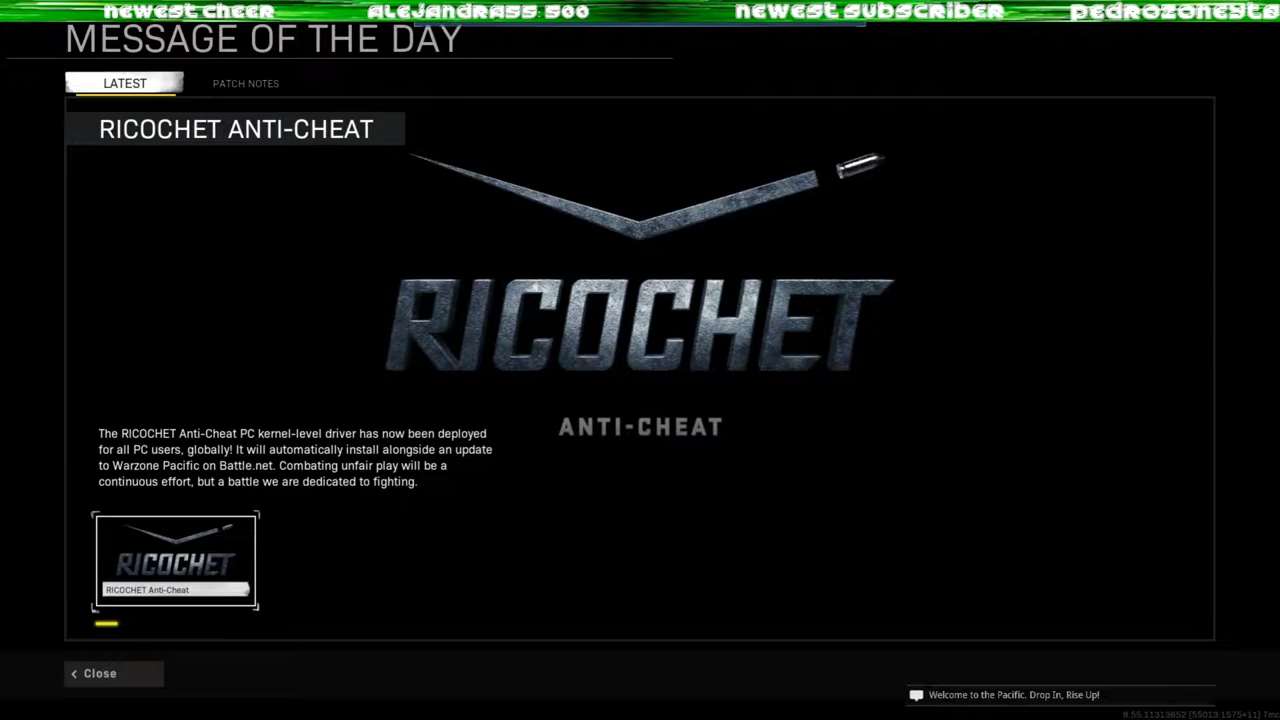 newest cheer alejandra55 500 newest subscriber
MESSAGE OF THE DAY
LATEST PATCH NOTES
RICOCHET ANTI-CHEAT
RICOCHET
ANTI-CHEAT
The RICOCHET Anti-Cheat PC kernel-level driver has now been deployed
for all PC users, globally! It will automatically install alongside an update
to Warzone Pacific on Battle.net. Combating unfair play will be a
continuous effort, but a battle we are dedicated to fighting.
RICOCHET
RICOCHET Anti-Cheat
Close
Welcome to the Pacific. Drop In, Rise Up!